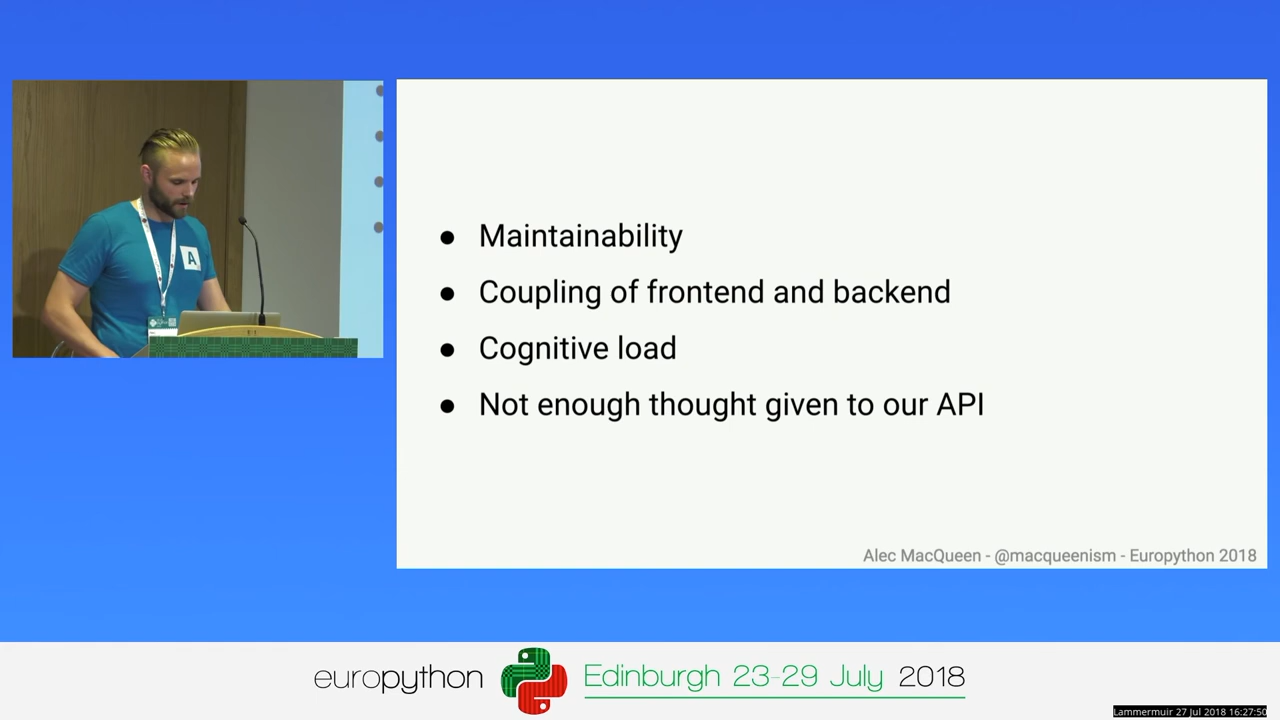 A
● Maintainability
● Coupling of frontend and backend
● Cognitive load
● Not enough thought given to our API
Alec MacQueen - @macqueenism - Europython 2018
europython
Edinburgh 23-29 July 2018
Lammermuir 27 Jul 2018 16:27:50